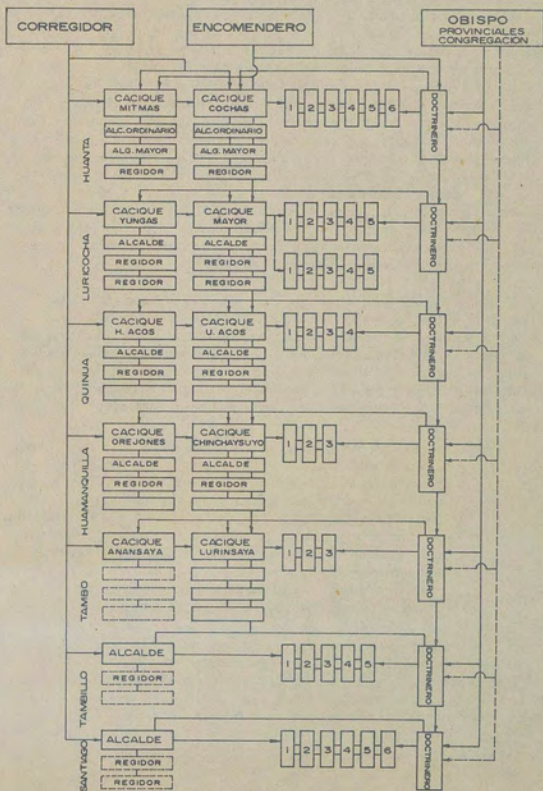 CORREGIDOR
ENCOMENDERO
OBISPO
PROVINCIALES
CONGREGACION
HUANTA
CACIQUE
MITMAS
ALC. ORDINARIO
ALG. MAYOR
REGIDOR
CACIQUE
COCHAS
ALC. ORDINARIO
ALG. MAYOR
REGIDOR
1 2 3 4 5 6
DOCTRINERO
LURICOCHA
CACIQUE
YUNGAS
ALCALDE
REGIDOR
REGIDOR
CACIQUE
MAYOR
ALCALDE
REGIDOR
REGIDOR
1 2 3 4 5
1 2 3 4 5
DOCTRINERO
QUINUA
CACIQUE
H. ACOS
ALCALDE
REGIDOR
CACIQUE
U. ACOS
ALCALDE
REGIDOR
1 2 3 4
DOCTRINERO
HUAMANQUILLA
CACIQUE
OREJONES
ALCALDE
REGIDOR
CACIQUE
CHINCHAYSUYO
ALCALDE
REGIDOR
1 2 3
DOCTRINERO
TAMBO
CACIQUE
ANANSAYA
CACIQUE
LURINSAYA
1 2 3
DOCTRINERO
TAMBILLO
ALCALDE
REGIDOR
1 2 3 4 5
DOCTRINERO
SANTIAGO
ALCALDE
REGIDOR
REGIDOR
1 2 3 4 5 6
DOCTRINERO